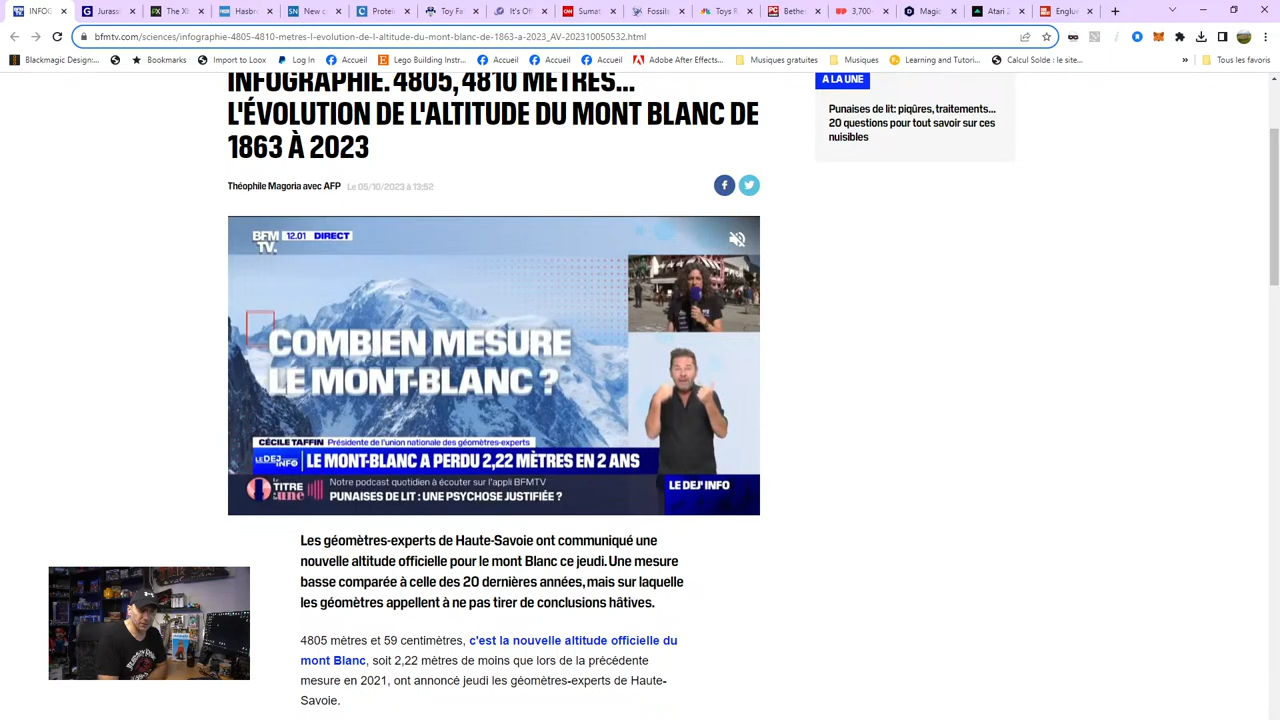 INFOG
Jurass
The Xi
Hasbro
New c
Protei
Toy Fa
It's Off
Sumat
Fossils
Toys R
Bethes
3,700-
Magic
Atari 2
Englus
bfmtv.com/sciences/infographie-4805-4810-metres-l-evolution-de-l-altitude-du-mont-blanc-de-1863-a-2023_AV-202310050532.html
Blackmagic Design:...
Bookmarks
Import to Loox
Log In
Accueil
Lego Building Instr...
Accueil
Accueil
Accueil
Adobe After Effects...
Musiques gratuites
Musiques
Learning and Tutori...
Calcul Solde : le site...
»
Tous les favoris
INFOGRAPHIE. 4805, 4810 MÈTRES...
L'ÉVOLUTION DE L'ALTITUDE DU MONT BLANC DE
1863 À 2023
Théophile Magoria avec AFP Le 05/10/2023 à 13:52
A LA UNE
Punaises de lit: piqûres, traitements...
20 questions pour tout savoir sur ces
nuisibles
BFM
TV.
12.01 DIRECT
COMBIEN MESURE
LE MONT-BLANC ?
CÉCILE TAFFIN Présidente de l'union nationale des géomètres-experts
LE DEJ INFO
LE MONT-BLANC A PERDU 2,22 MÈTRES EN 2 ANS
LE DEJ' INFO
TITRE
à la une
Notre podcast quotidien à écouter sur l'appli BFMTV
PUNAISES DE LIT : UNE PSYCHOSE JUSTIFIÉE ?
Les géomètres-experts de Haute-Savoie ont communiqué une
nouvelle altitude officielle pour le mont Blanc ce jeudi. Une mesure
basse comparée à celle des 20 dernières années, mais sur laquelle
les géomètres appellent à ne pas tirer de conclusions hâtives.
4805 mètres et 59 centimètres, c'est la nouvelle altitude officielle du
mont Blanc, soit 2,22 mètres de moins que lors de la précédente
mesure en 2021, ont annoncé jeudi les géomètres-experts de Haute-
Savoie.